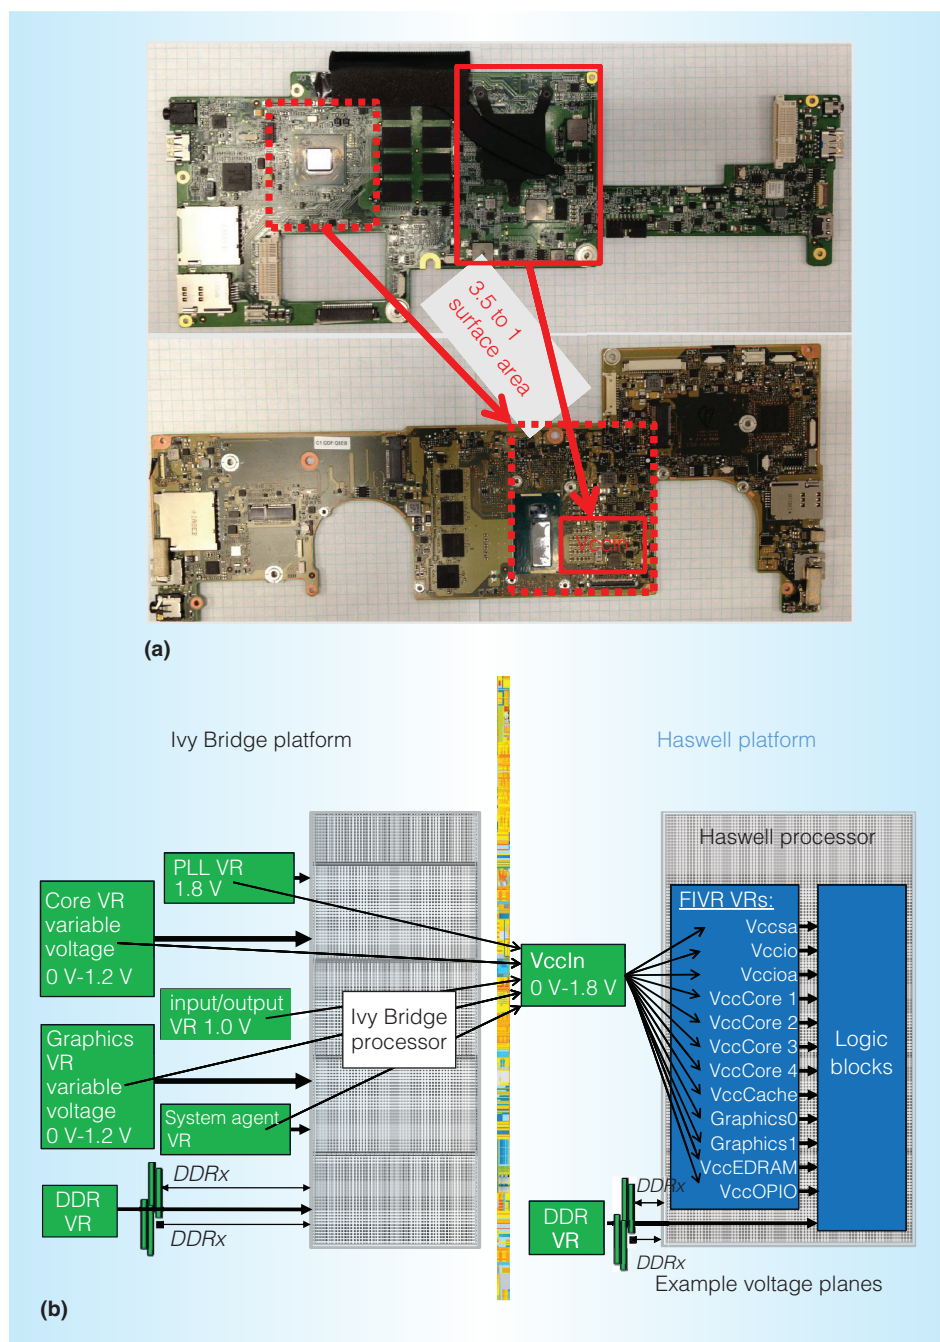 3.5 to 1
surface area
C1 QDF:QEE9
VccIn
(a)
Ivy Bridge platform
Haswell platform
Haswell processor
PLL VR
1.8 V
Core VR
variable
voltage
0 V-1.2 V
input/output
VR 1.0 V
Ivy Bridge
processor
Graphics
VR
variable
voltage
0 V-1.2 V
System agent
VR
DDR
VR
DDRx
DDRx
VccIn
0 V-1.8 V
FIVR VRs:
Vccsa
Vccio
Vccioa
VccCore 1
VccCore 2
VccCore 3
VccCore 4
VccCache
Graphics0
Graphics1
VccEDRAM
VccOPIO
Logic
blocks
DDR
VR
DDRx
DDRx
Example voltage planes
(b)